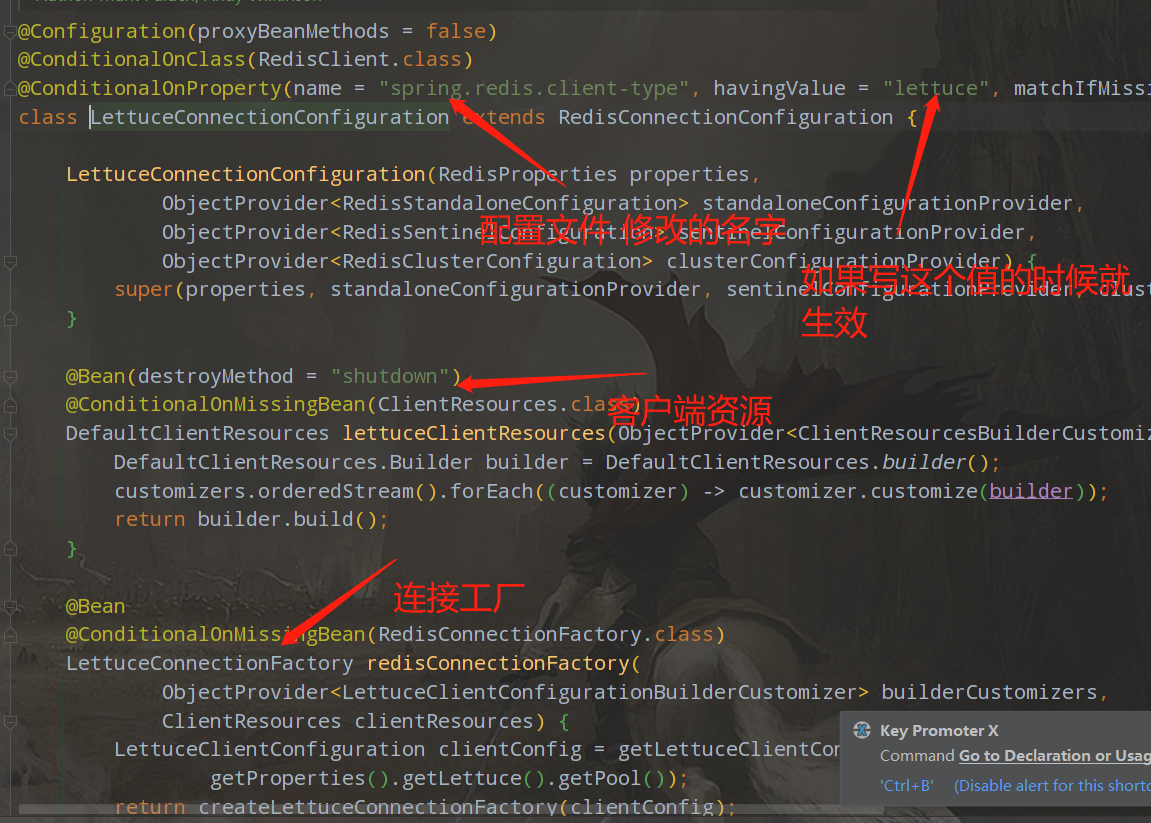 @Configuration(proxyBeanMethods = false)
@ConditionalOnClass(RedisClient.class)
@ConditionalOnProperty(name = "spring.redis.client-type", havingValue = "lettuce", matchIfMissi
class LettuceConnectionConfiguration extends RedisConnectionConfiguration {
LettuceConnectionConfiguration(RedisProperties properties,
ObjectProvider<RedisStandaloneConfiguration> standaloneConfigurationProvider,
ObjectProvider<RedisSentinelConfiguration> sentinelConfigurationProvider,
配置文件 修改的名字
ObjectProvider<RedisClusterConfiguration> clusterConfigurationProvider) {
如果写这个值的时候就
生效
super(properties, standaloneConfigurationProvider, sentinelConfigurationProvider, clust
}
@Bean(destroyMethod = "shutdown")
@ConditionalOnMissingBean(ClientResources.class)
客户端资源
DefaultClientResources lettuceClientResources(ObjectProvider<ClientResourcesBuilderCustomiz
DefaultClientResources.Builder builder = DefaultClientResources.builder();
customizers.orderedStream().forEach((customizer) -> customizer.customize(builder));
return builder.build();
}
连接工厂
@Bean
@ConditionalOnMissingBean(RedisConnectionFactory.class)
LettuceConnectionFactory redisConnectionFactory(
ObjectProvider<LettuceClientConfigurationBuilderCustomizer> builderCustomizers,
ClientResources clientResources) {
LettuceClientConfiguration clientConfig = getLettuceClientCon
getProperties().getLettuce().getPool());
return createLettuceConnectionFactory(clientConfig);
Key Promoter X
Command Go to Declaration or Usag
'Ctrl+B' (Disable alert for this shortc